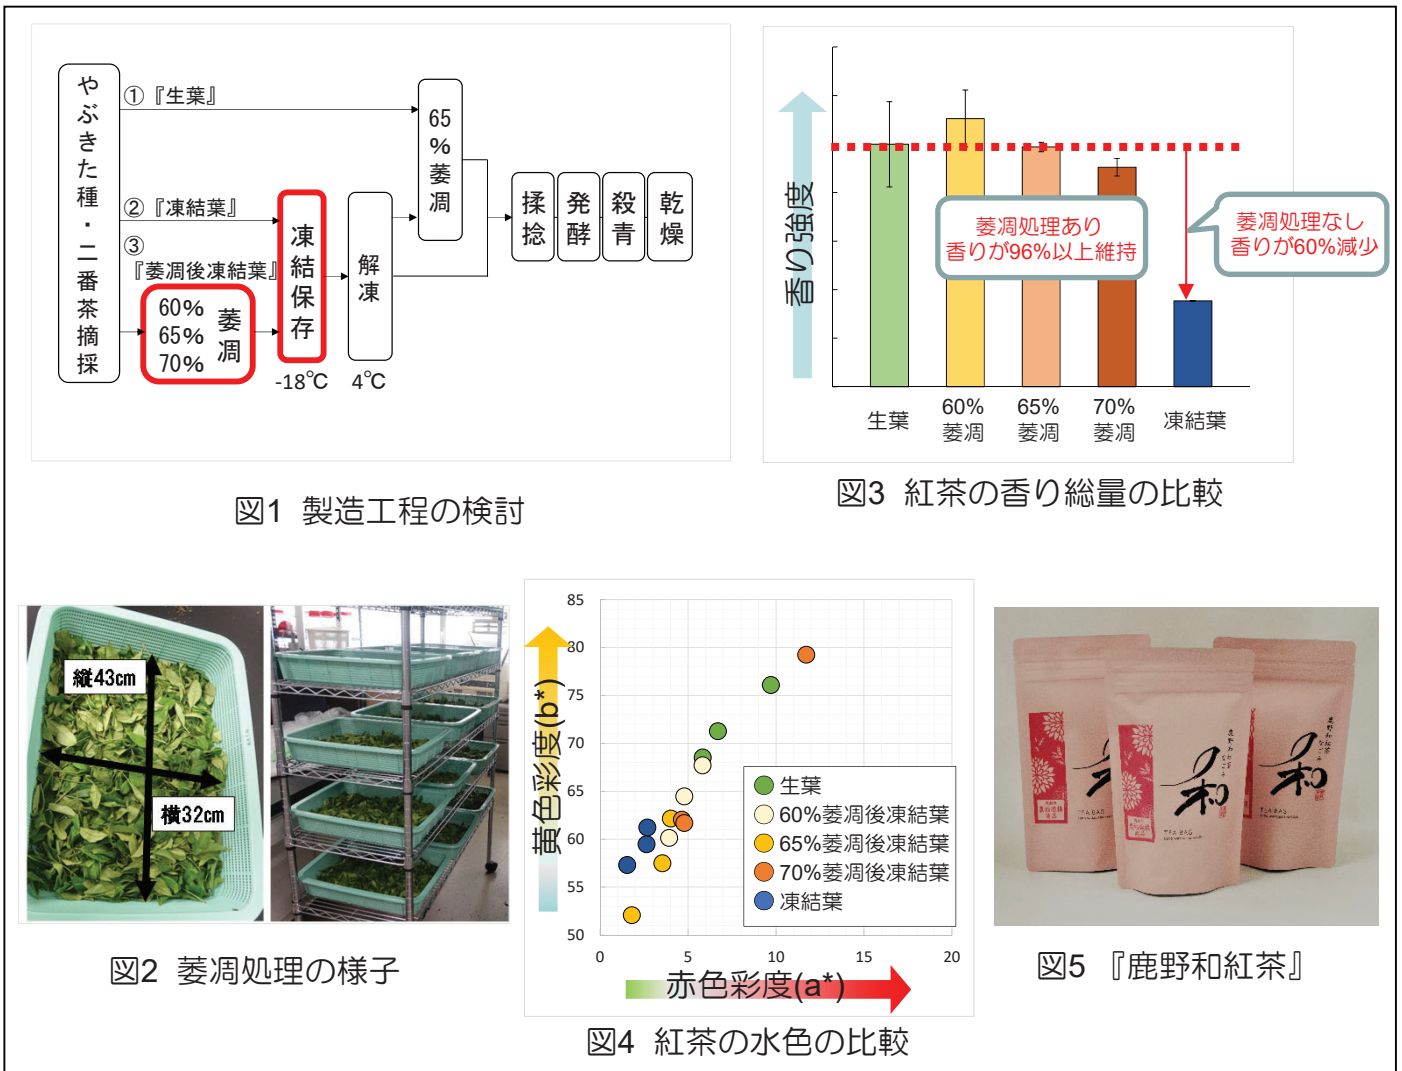 やぶきた種・二番茶摘採
①『生葉』
②『凍結葉』
③
『萎凋後凍結葉』
60%
65%
70%
萎凋
凍結保存
-18℃
解凍
4℃
65%萎凋
揉捻
発酵
殺青
乾燥
図1 製造工程の検討
香り強度
萎凋処理あり
香りが96%以上維持
萎凋処理なし
香りが60%減少
生葉
60%
萎凋
65%
萎凋
70%
萎凋
凍結葉
図3 紅茶の香り総量の比較
縦43cm
横32cm
図2 萎凋処理の様子
黄色彩度(b*)
85
80
75
70
65
60
55
50
0
5
10
15
20
生葉
60%萎凋後凍結葉
65%萎凋後凍結葉
70%萎凋後凍結葉
凍結葉
赤色彩度(a*)
図4 紅茶の水色の比較
鹿野和紅茶
なごみ
和
TEA BAG
図5 『鹿野和紅茶』